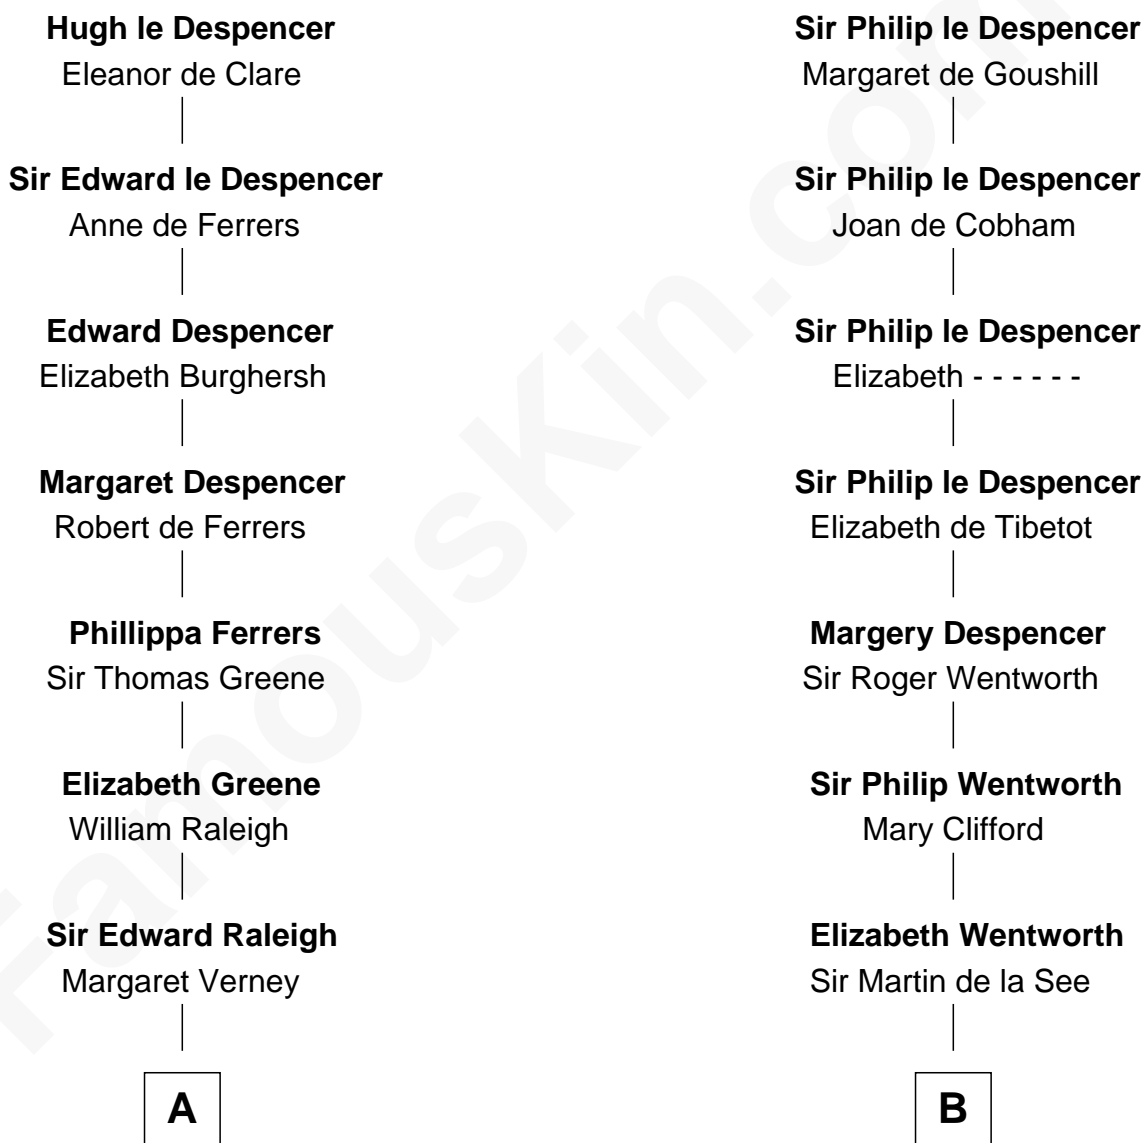 Hugh le Despencer
Eleanor de Clare
Sir Edward le Despencer
Anne de Ferrers
Edward Despencer
Elizabeth Burghersh
Margaret Despencer
Robert de Ferrers
Phillippa Ferrers
Sir Thomas Greene
Elizabeth Greene
William Raleigh
Sir Edward Raleigh
Margaret Verney
A
Sir Philip le Despencer
Margaret de Goushill
Sir Philip le Despencer
Joan de Cobham
Sir Philip le Despencer
Elizabeth - - - - - -
Sir Philip le Despencer
Elizabeth de Tibetot
Margery Despencer
Sir Roger Wentworth
Sir Philip Wentworth
Mary Clifford
Elizabeth Wentworth
Sir Martin de la See
B
FamousKin.com